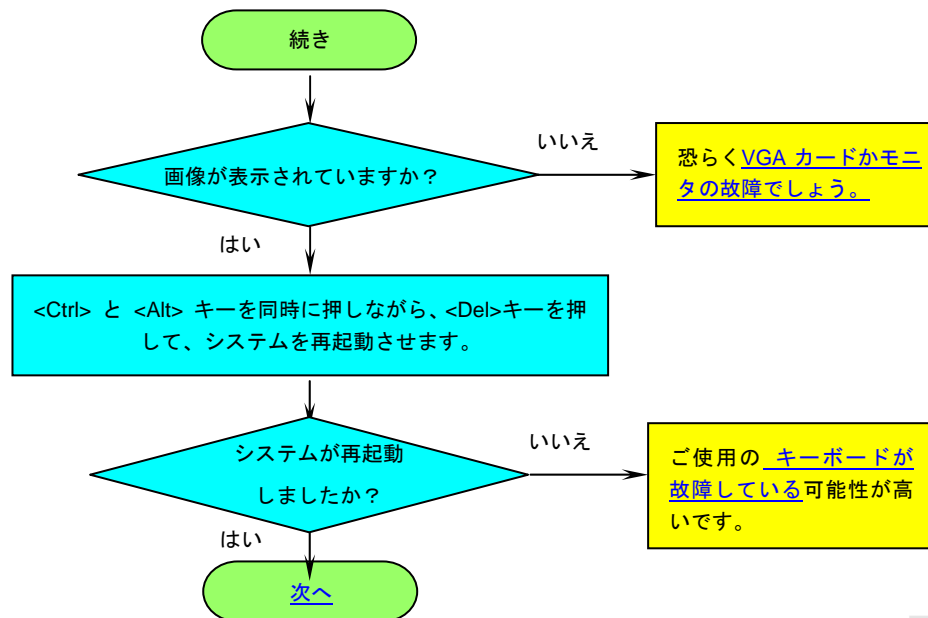 続き
画像が表示されていますか？
いいえ
恐らくVGA カードかモニ
タの故障でしょう。
はい
<Ctrl> と <Alt> キーを同時に押しながら、<Del>キーを押
して、システムを再起動させます。
システムが再起動
しましたか？
いいえ
ご使用の キーボードが
故障している可能性が高
いです。
はい
次へ